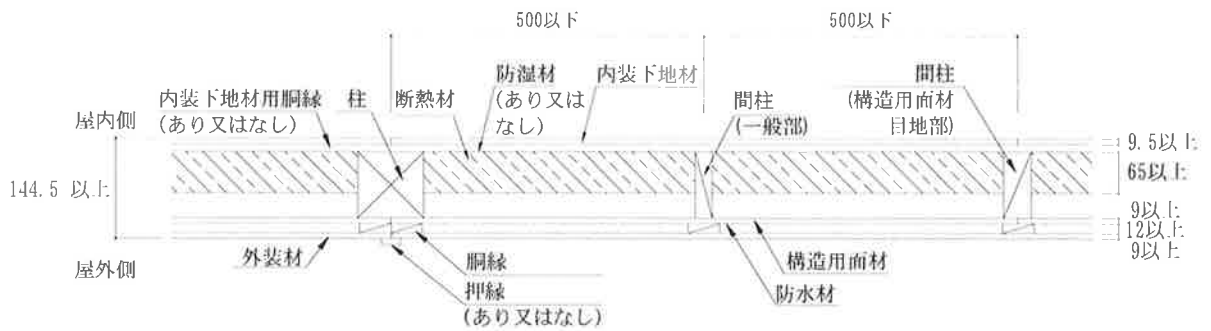 500以下
500以下
防湿材
(あり又は
なし)
内装下地材
間柱
(構造用面材
目地部)
内装下地材用胴縁
(あり又はなし)
柱
断熱材
間柱
(一般部)
屋内側
9.5以上
65以上
144.5 以上
9以上
12以上
9以上
外装材
胴縁
構造用面材
屋外側
押縁
(あり又はなし)
防水材